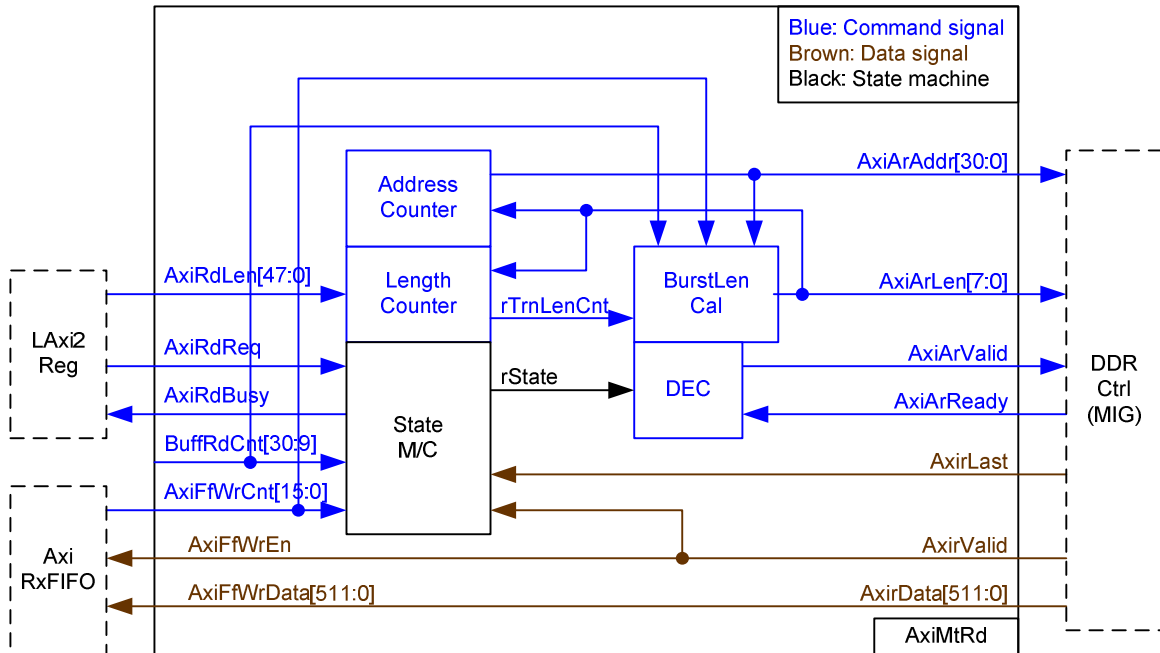 Blue: Command signal
Brown: Data signal
Black: State machine
AxiArAddr[30:0]
Address
Counter
AxiRdLen[47:0]
Length
Counter
rTrnLenCnt
BurstLen
Cal
AxiArLen[7:0]
LAxi2
Reg
AxiRdReq
AxiRdBusy
rState
DEC
AxiArValid
AxiArReady
DDR
Ctrl
(MIG)
State
M/C
BuffRdCnt[30:9]
AxiFfWrCnt[15:0]
AxirLast
Axi
RxFIFO
AxiFfWrEn
AxirValid
AxiFfWrData[511:0]
AxirData[511:0]
AxiMtRd